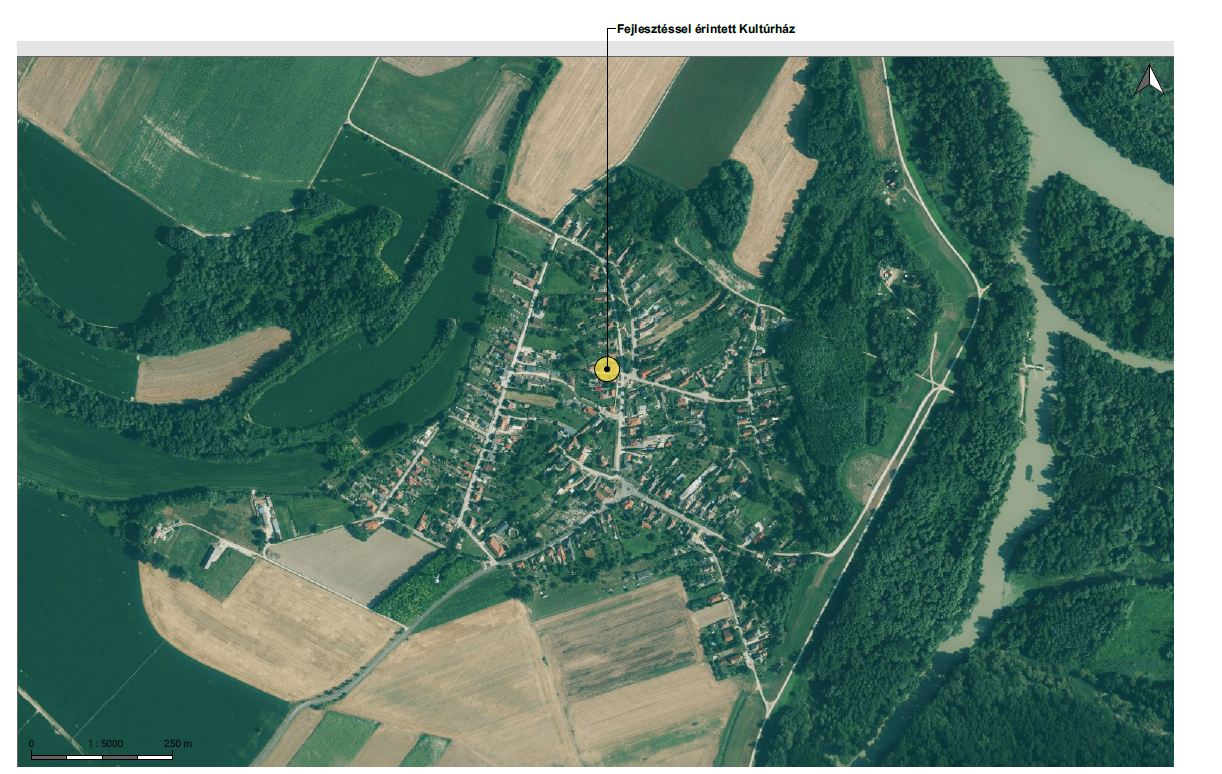 Fejlesztéssel érintett Kultúrház
0 1 : 5000 250 m